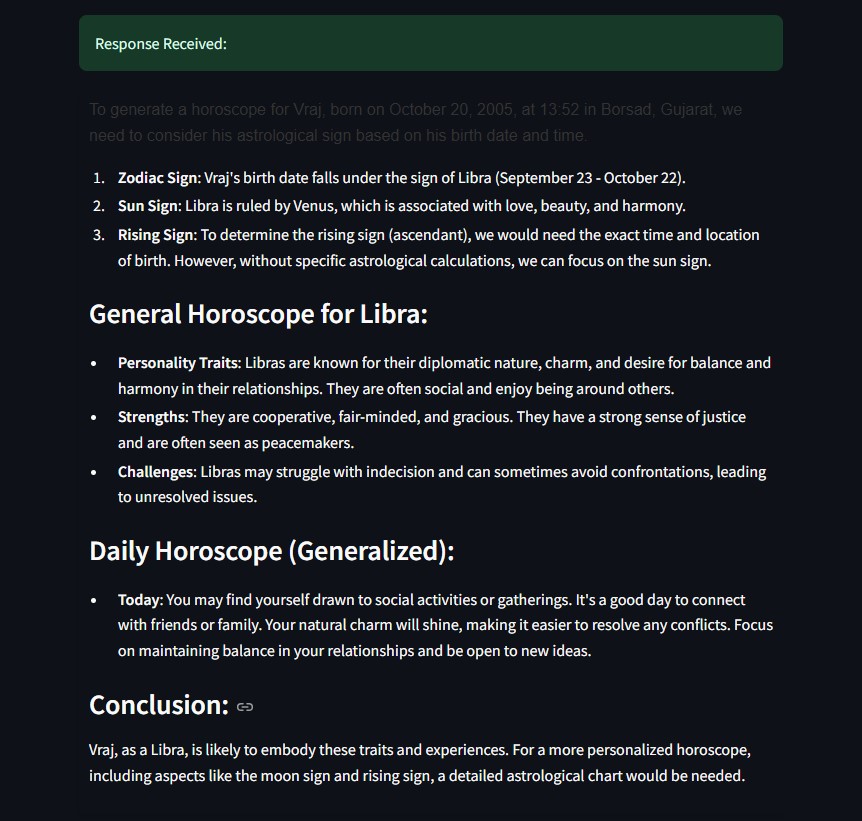 Response Received:
To generate a horoscope for Vraj, born on October 20, 2005, at 13:52 in Borsad, Gujarat, we
need to consider his astrological sign based on his birth date and time.
1. Zodiac Sign: Vraj's birth date falls under the sign of Libra (September 23 - October 22).
2. Sun Sign: Libra is ruled by Venus, which is associated with love, beauty, and harmony.
3. Rising Sign: To determine the rising sign (ascendant), we would need the exact time and location
of birth. However, without specific astrological calculations, we can focus on the sun sign.
General Horoscope for Libra:
• Personality Traits: Libras are known for their diplomatic nature, charm, and desire for balance and
harmony in their relationships. They are often social and enjoy being around others.
• Strengths: They are cooperative, fair-minded, and gracious. They have a strong sense of justice
and are often seen as peacemakers.
• Challenges: Libras may struggle with indecision and can sometimes avoid confrontations, leading
to unresolved issues.
Daily Horoscope (Generalized):
• Today: You may find yourself drawn to social activities or gatherings. It's a good day to connect
with friends or family. Your natural charm will shine, making it easier to resolve any conflicts. Focus
on maintaining balance in your relationships and be open to new ideas.
Conclusion:
Vraj, as a Libra, is likely to embody these traits and experiences. For a more personalized horoscope,
including aspects like the moon sign and rising sign, a detailed astrological chart would be needed.